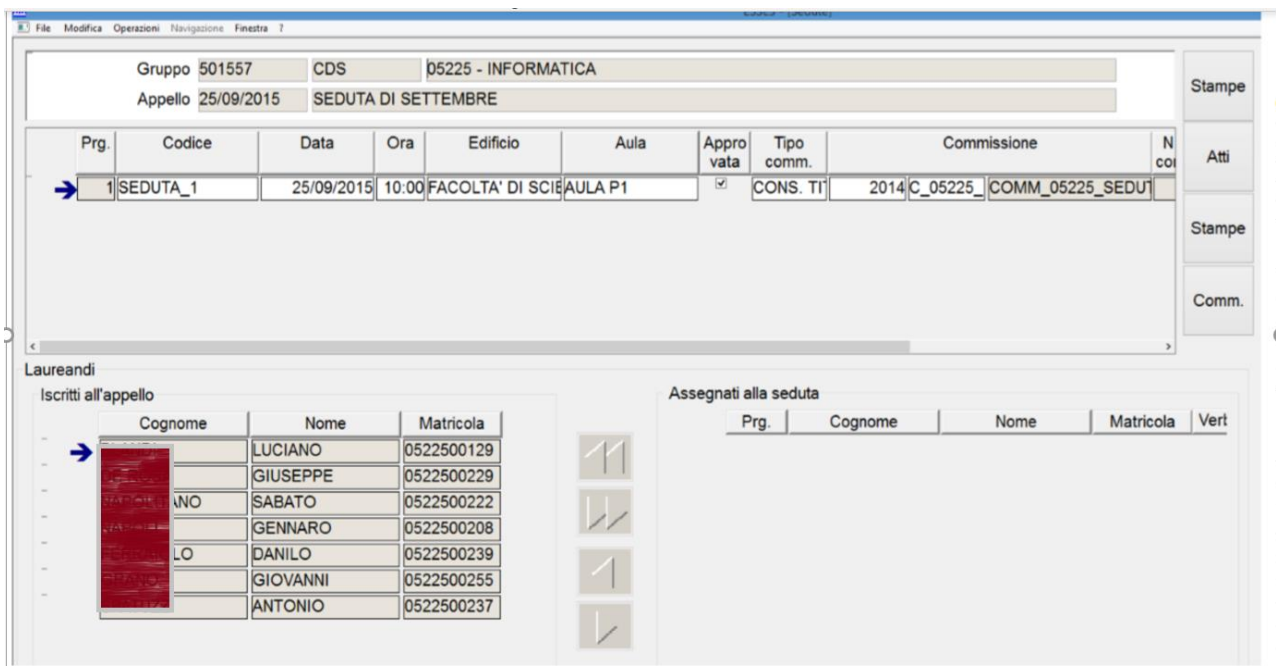 File Modifica Operazioni Navigazione Finestra ?
Gruppo 501557 CDS 05225 - INFORMATICA
Appello 25/09/2015 SEDUTA DI SETTEMBRE
Stampe
Prg. Codice Data Ora Edificio Aula Appro vata Tipo comm. Commissione N
Atti
1 SEDUTA_1 25/09/2015 10:00 FACOLTA' DI SCIE AULA P1 CONS. TI 2014 C_05225_ COMM_05225_SEDUT
Stampe
Comm.
Laureandi
Iscritti all'appello Assegnati alla seduta
Cognome Nome Matricola Prg. Cognome Nome Matricola Vert
LUCIANO 0522500129
GIUSEPPE 0522500229
SABATO 0522500222
GENNARO 0522500208
DANILO 0522500239
GIOVANNI 0522500255
ANTONIO 0522500237